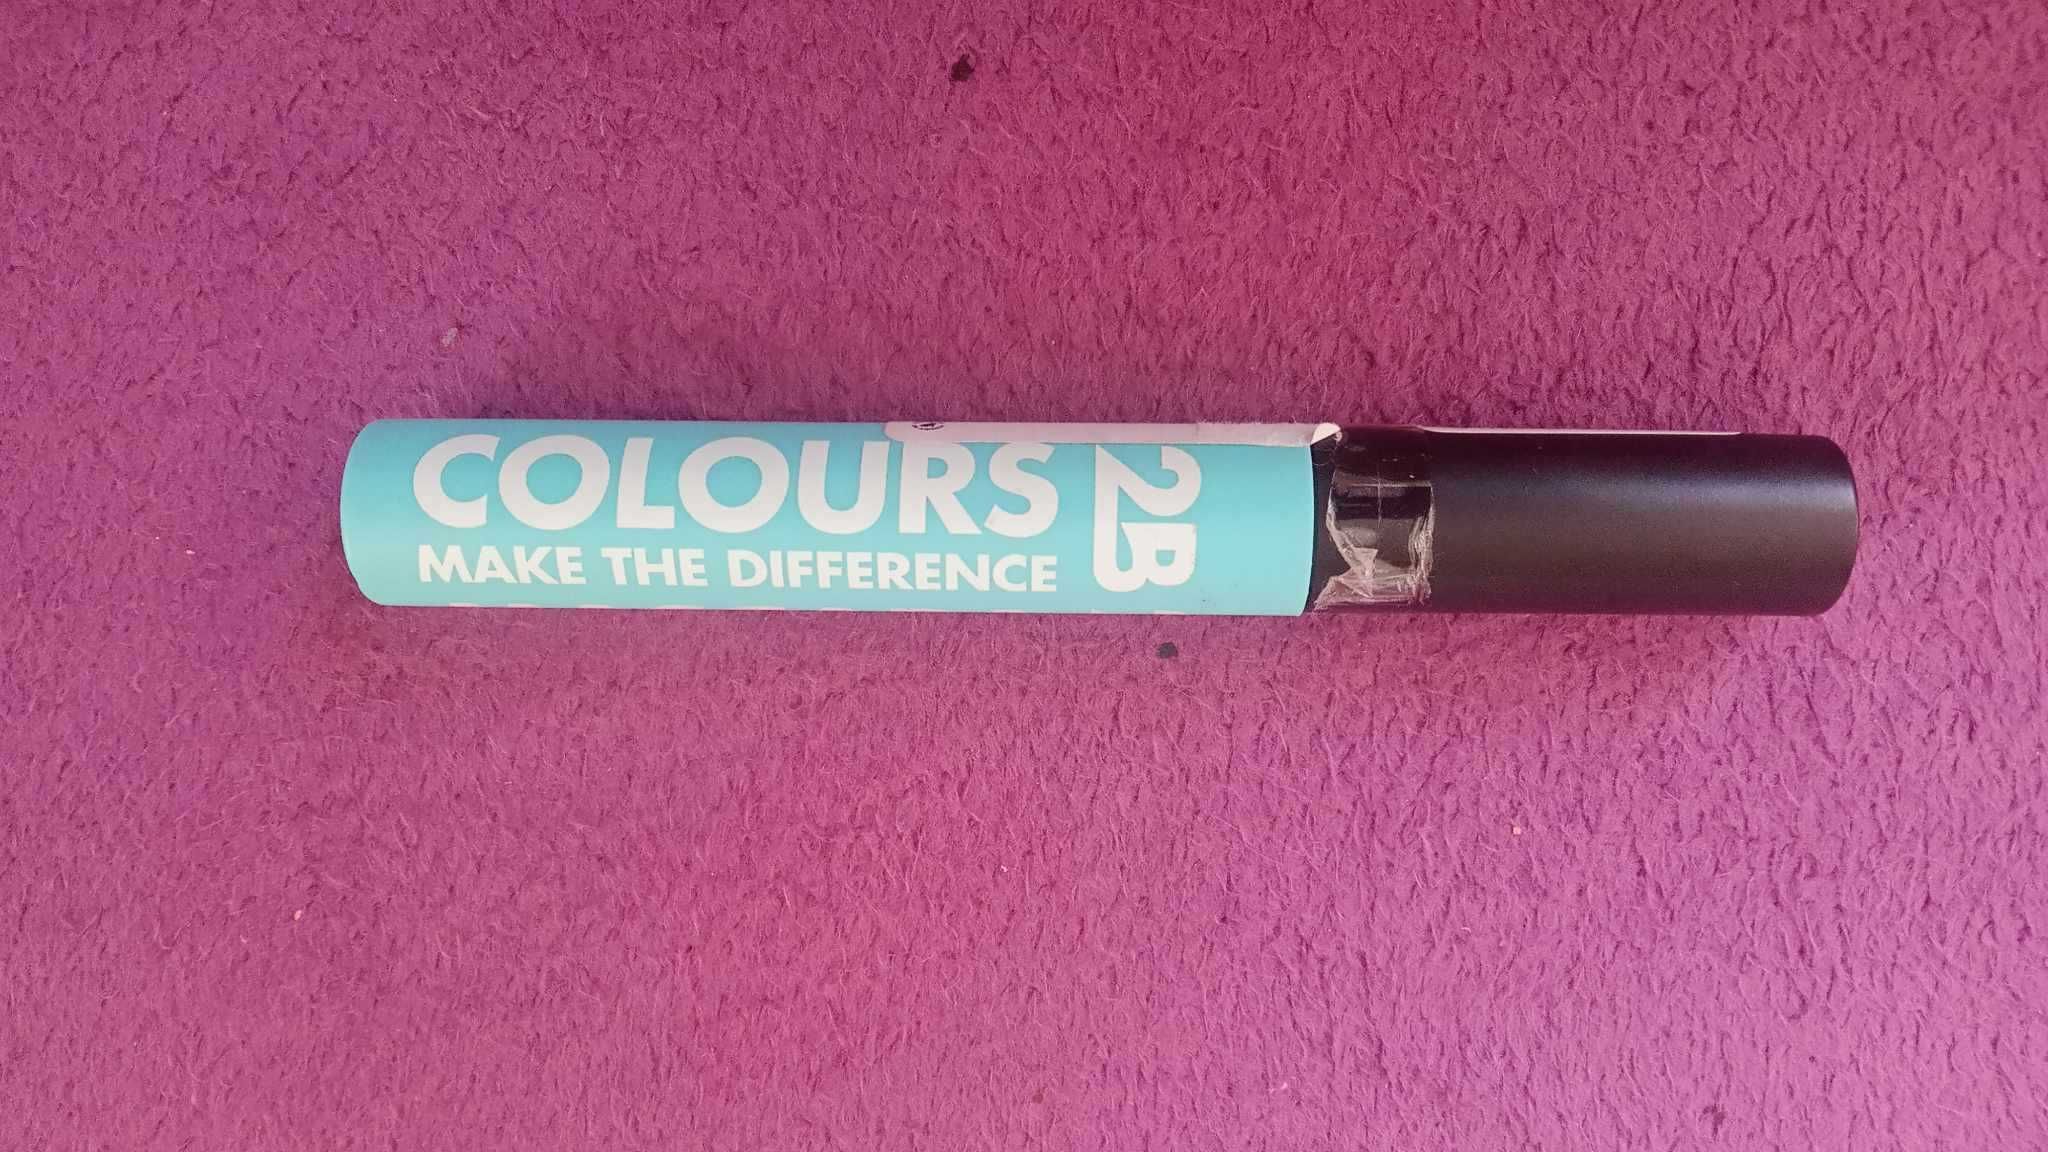 COLOURS
MAKE THE DIFFERENCE
2B